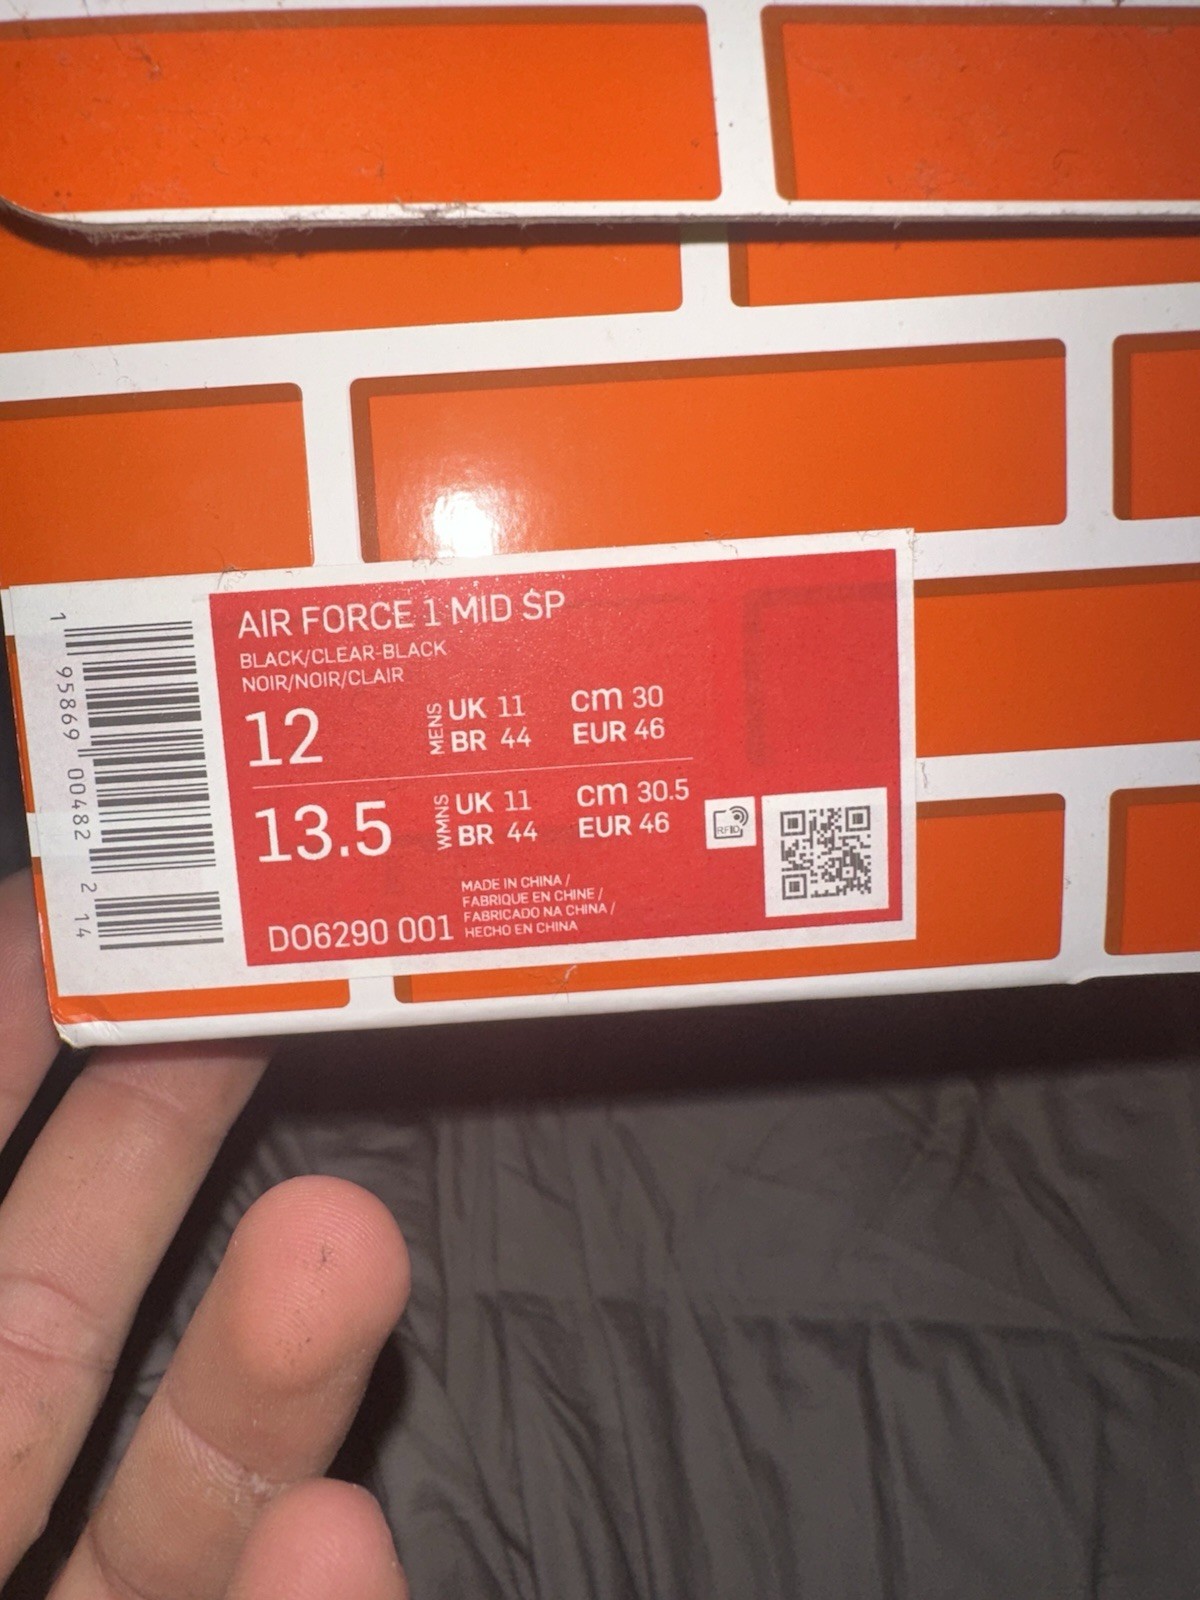 AIR FORCE 1 MID SP
BLACK/CLEAR-BLACK
NOIR/NOIR/CLAIR
12
MENS
UK 11
cm 30
BR 44
EUR 46
13.5
WMNS
UK 11
cm 30.5
BR 44
EUR 46
RFID
MADE IN CHINA /
FABRIQUE EN CHINE /
FABRICADO NA CHINA /
HECHO EN CHINA
DO6290 001
1 95869 00482 2 14